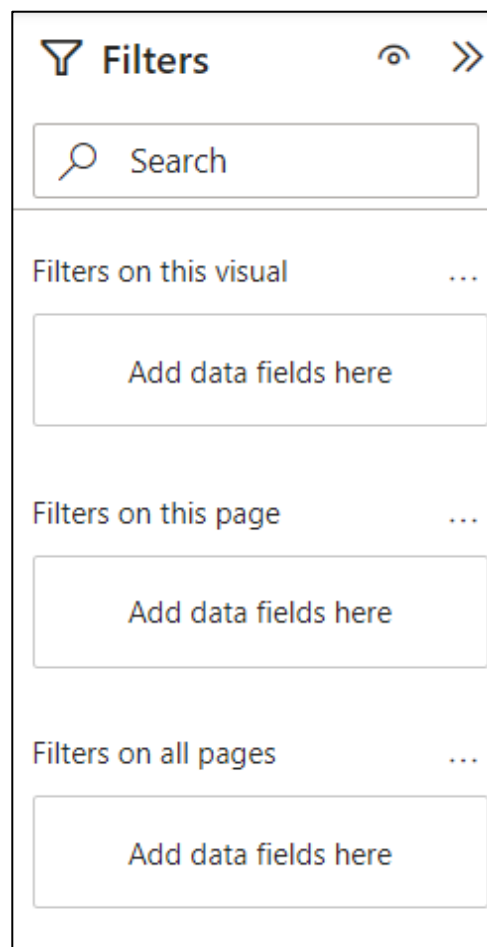 Filters
Search
Filters on this visual ...
Add data fields here
Filters on this page ...
Add data fields here
Filters on all pages ...
Add data fields here